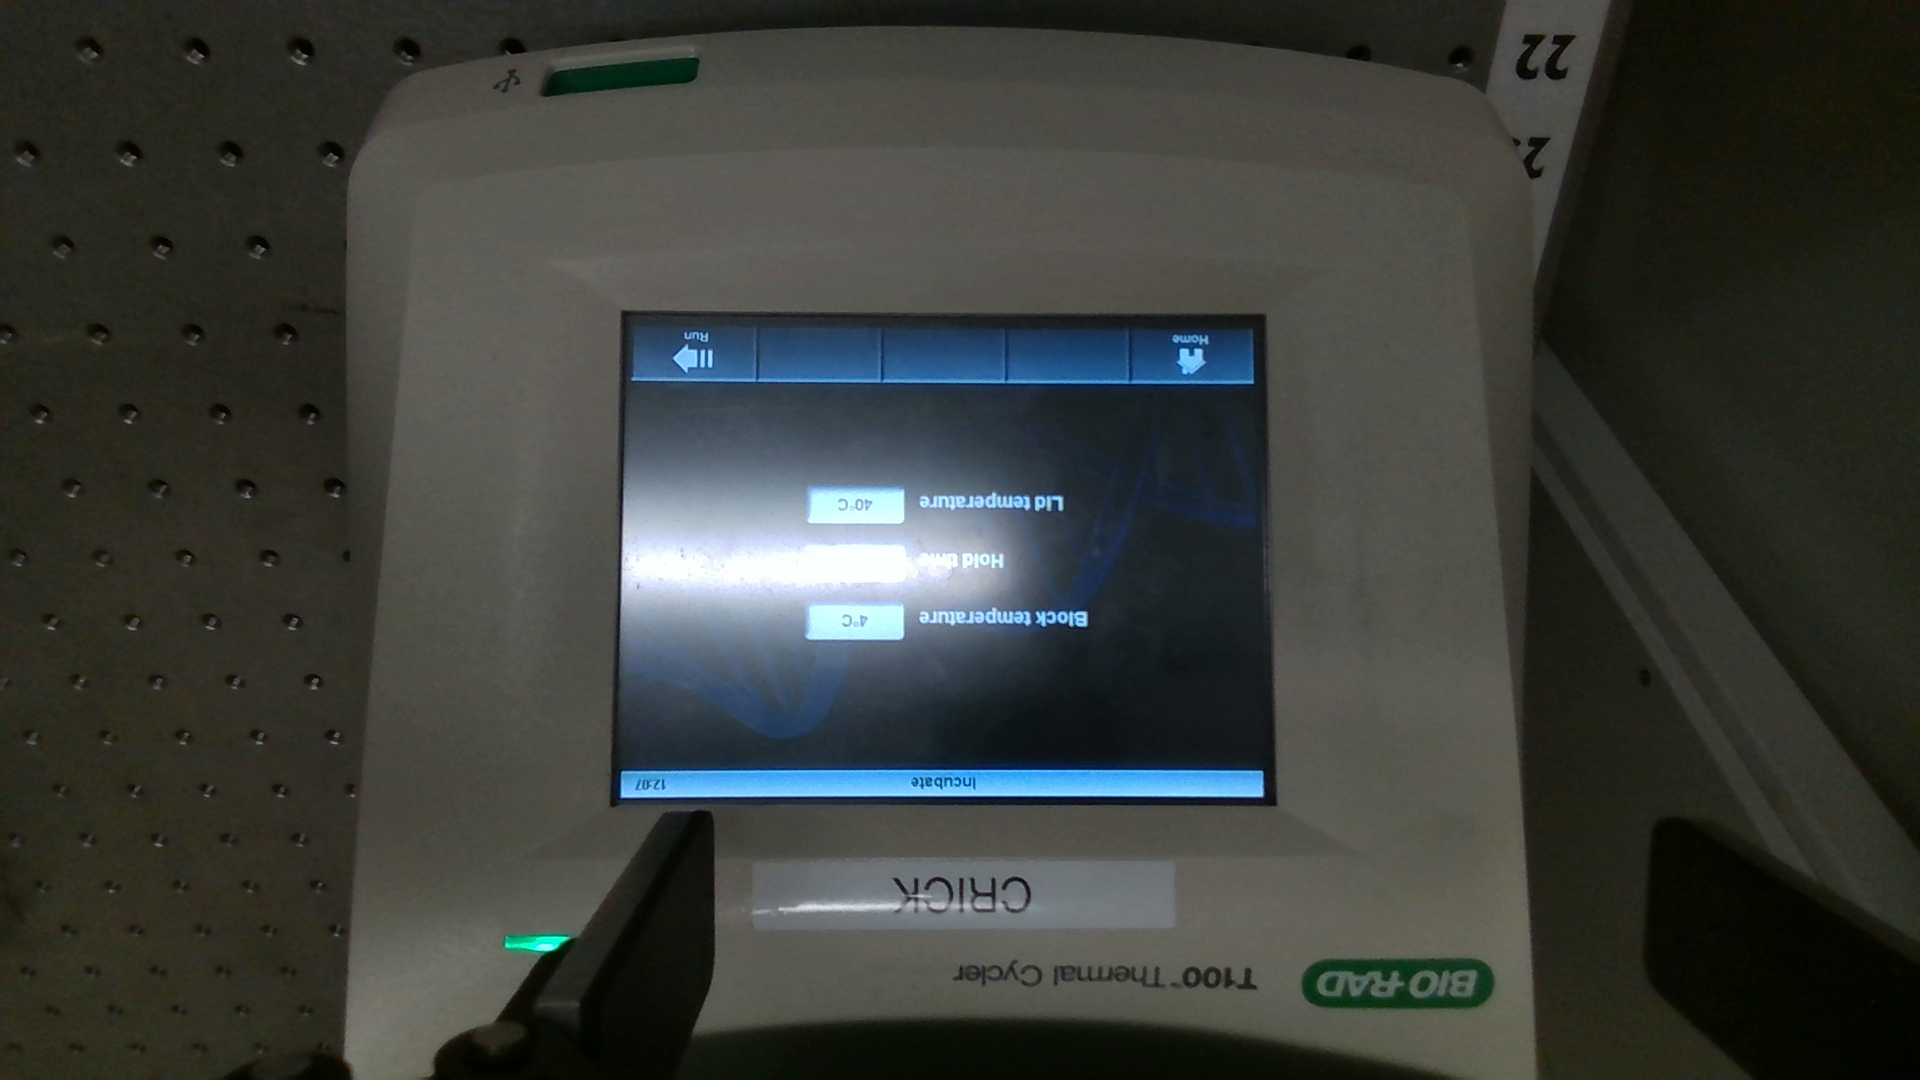 BIO-RAD
T100™ Thermal Cycler
CRICK
Incubate
12:07
Block temperature
4°C
Hold time
Lid temperature
40°C
Home
Run
22